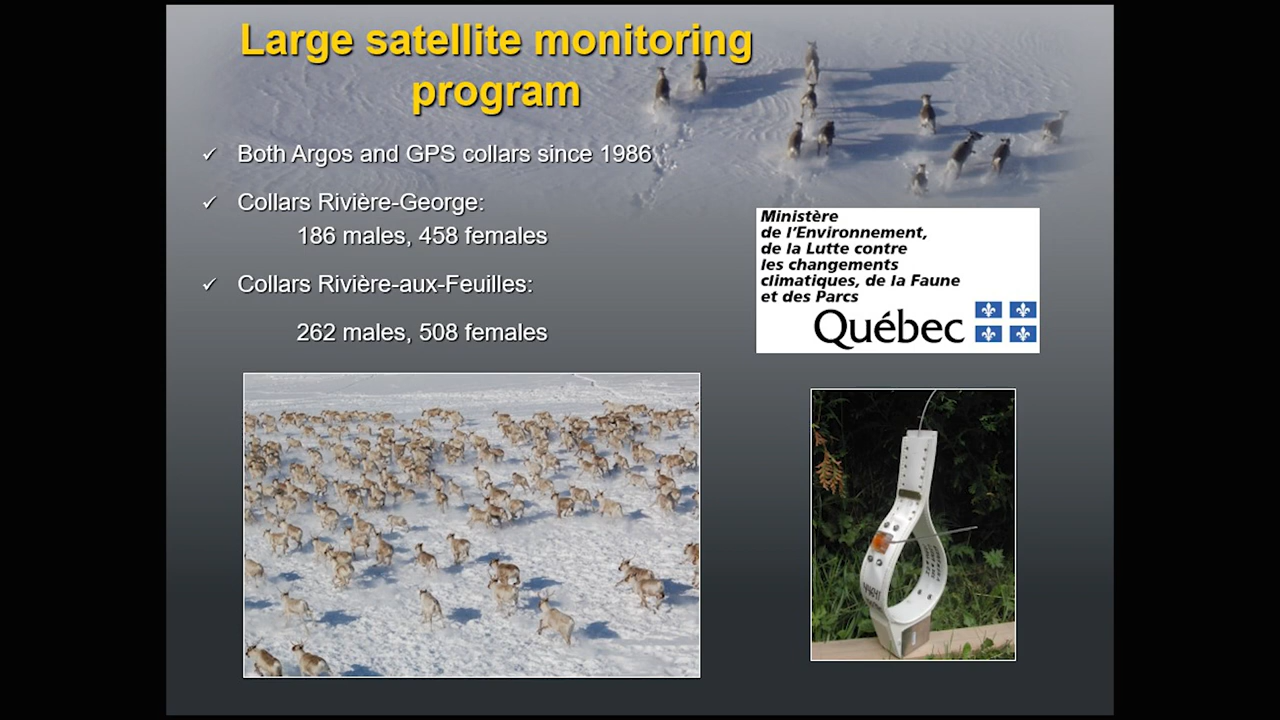 Large satellite monitoring
program
✓ Both Argos and GPS collars since 1986
✓ Collars Rivière-George:
186 males, 458 females
✓ Collars Rivière-aux-Feuilles:
262 males, 508 females
Ministère
de l'Environnement,
de la Lutte contre
les changements
climatiques, de la Faune
et des Parcs
Québec